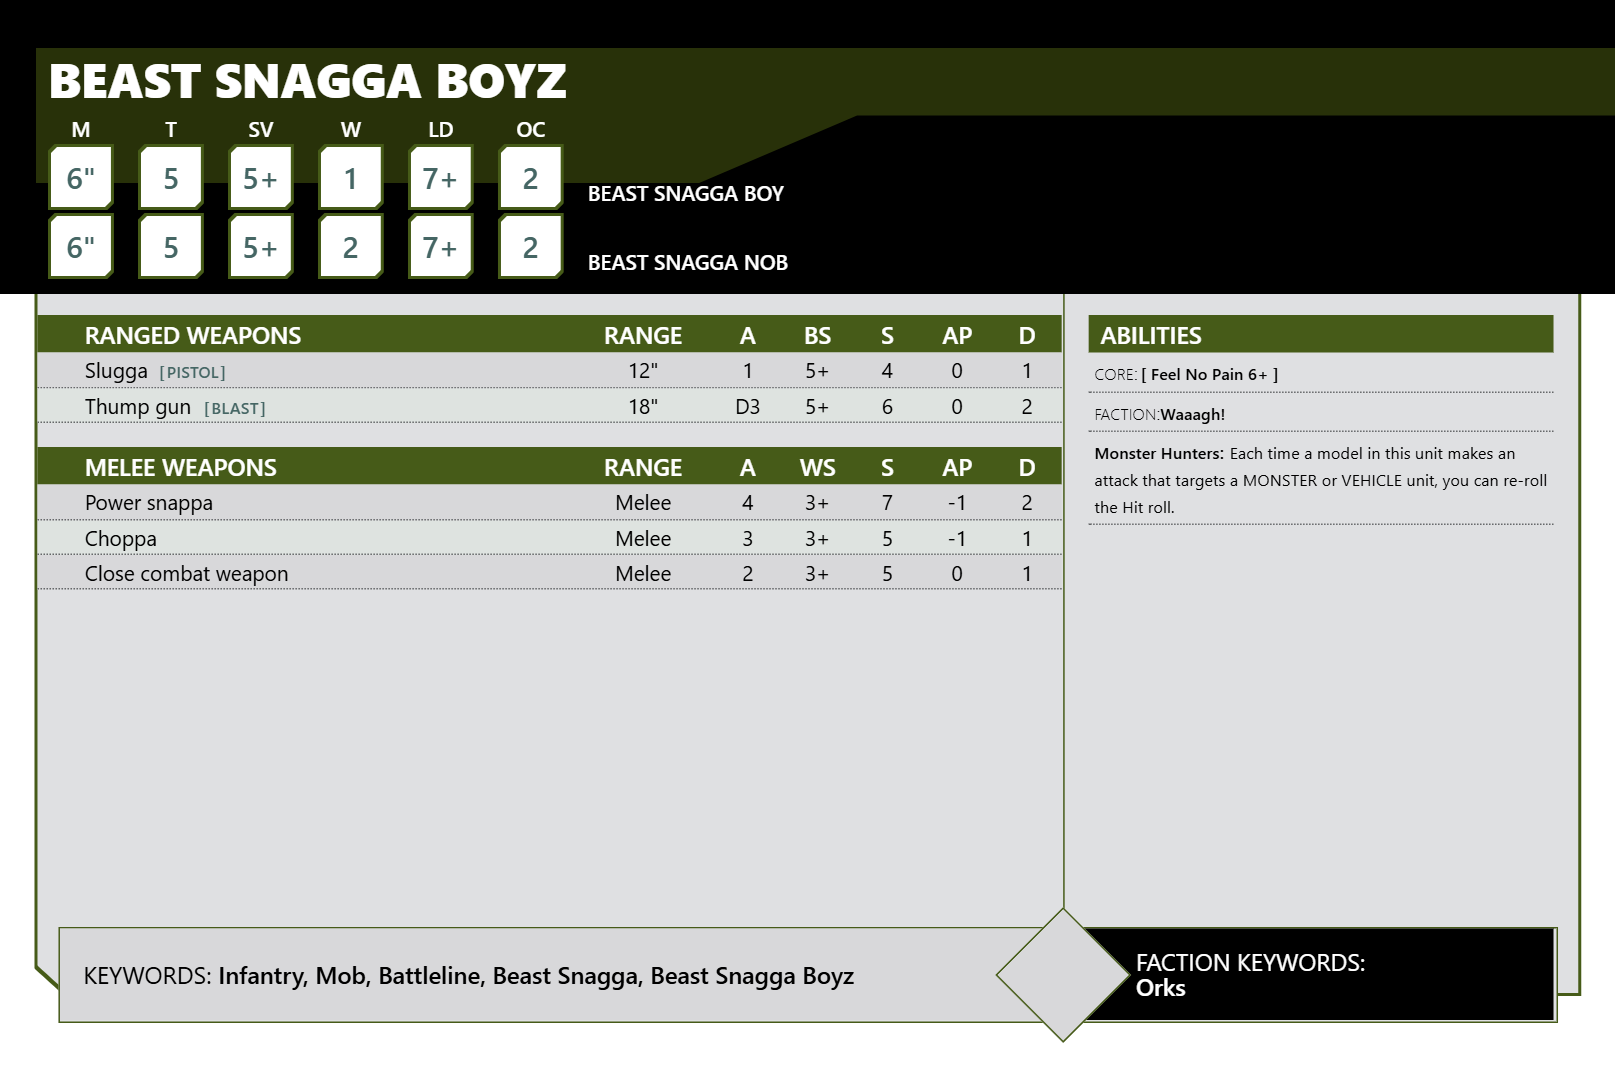 BEAST SNAGGA BOYZ
M T SV W LD OC
6" 5 5+ 1 7+ 2 BEAST SNAGGA BOY
6" 5 5+ 2 7+ 2 BEAST SNAGGA NOB
RANGED WEAPONS RANGE A BS S AP D
Slugga [PISTOL] 12" 1 5+ 4 0 1
Thump gun [BLAST] 18" D3 5+ 6 0 2
MELEE WEAPONS RANGE A WS S AP D
Power snappa Melee 4 3+ 7 -1 2
Choppa Melee 3 3+ 5 -1 1
Close combat weapon Melee 2 3+ 5 0 1
ABILITIES
CORE: [ Feel No Pain 6+ ]
FACTION:Waaagh!
Monster Hunters: Each time a model in this unit makes an
attack that targets a MONSTER or VEHICLE unit, you can re-roll
the Hit roll.
KEYWORDS: Infantry, Mob, Battleline, Beast Snagga, Beast Snagga Boyz
FACTION KEYWORDS:
Orks